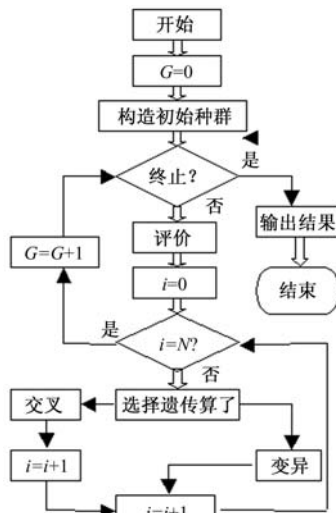 开始
G=0
构造初始种群
终止?
是
否
输出结果
评价
G=G+1
结束
i=0
是
i=N?
否
交叉
选择遗传算了
i=i+1
变异
i=i+1